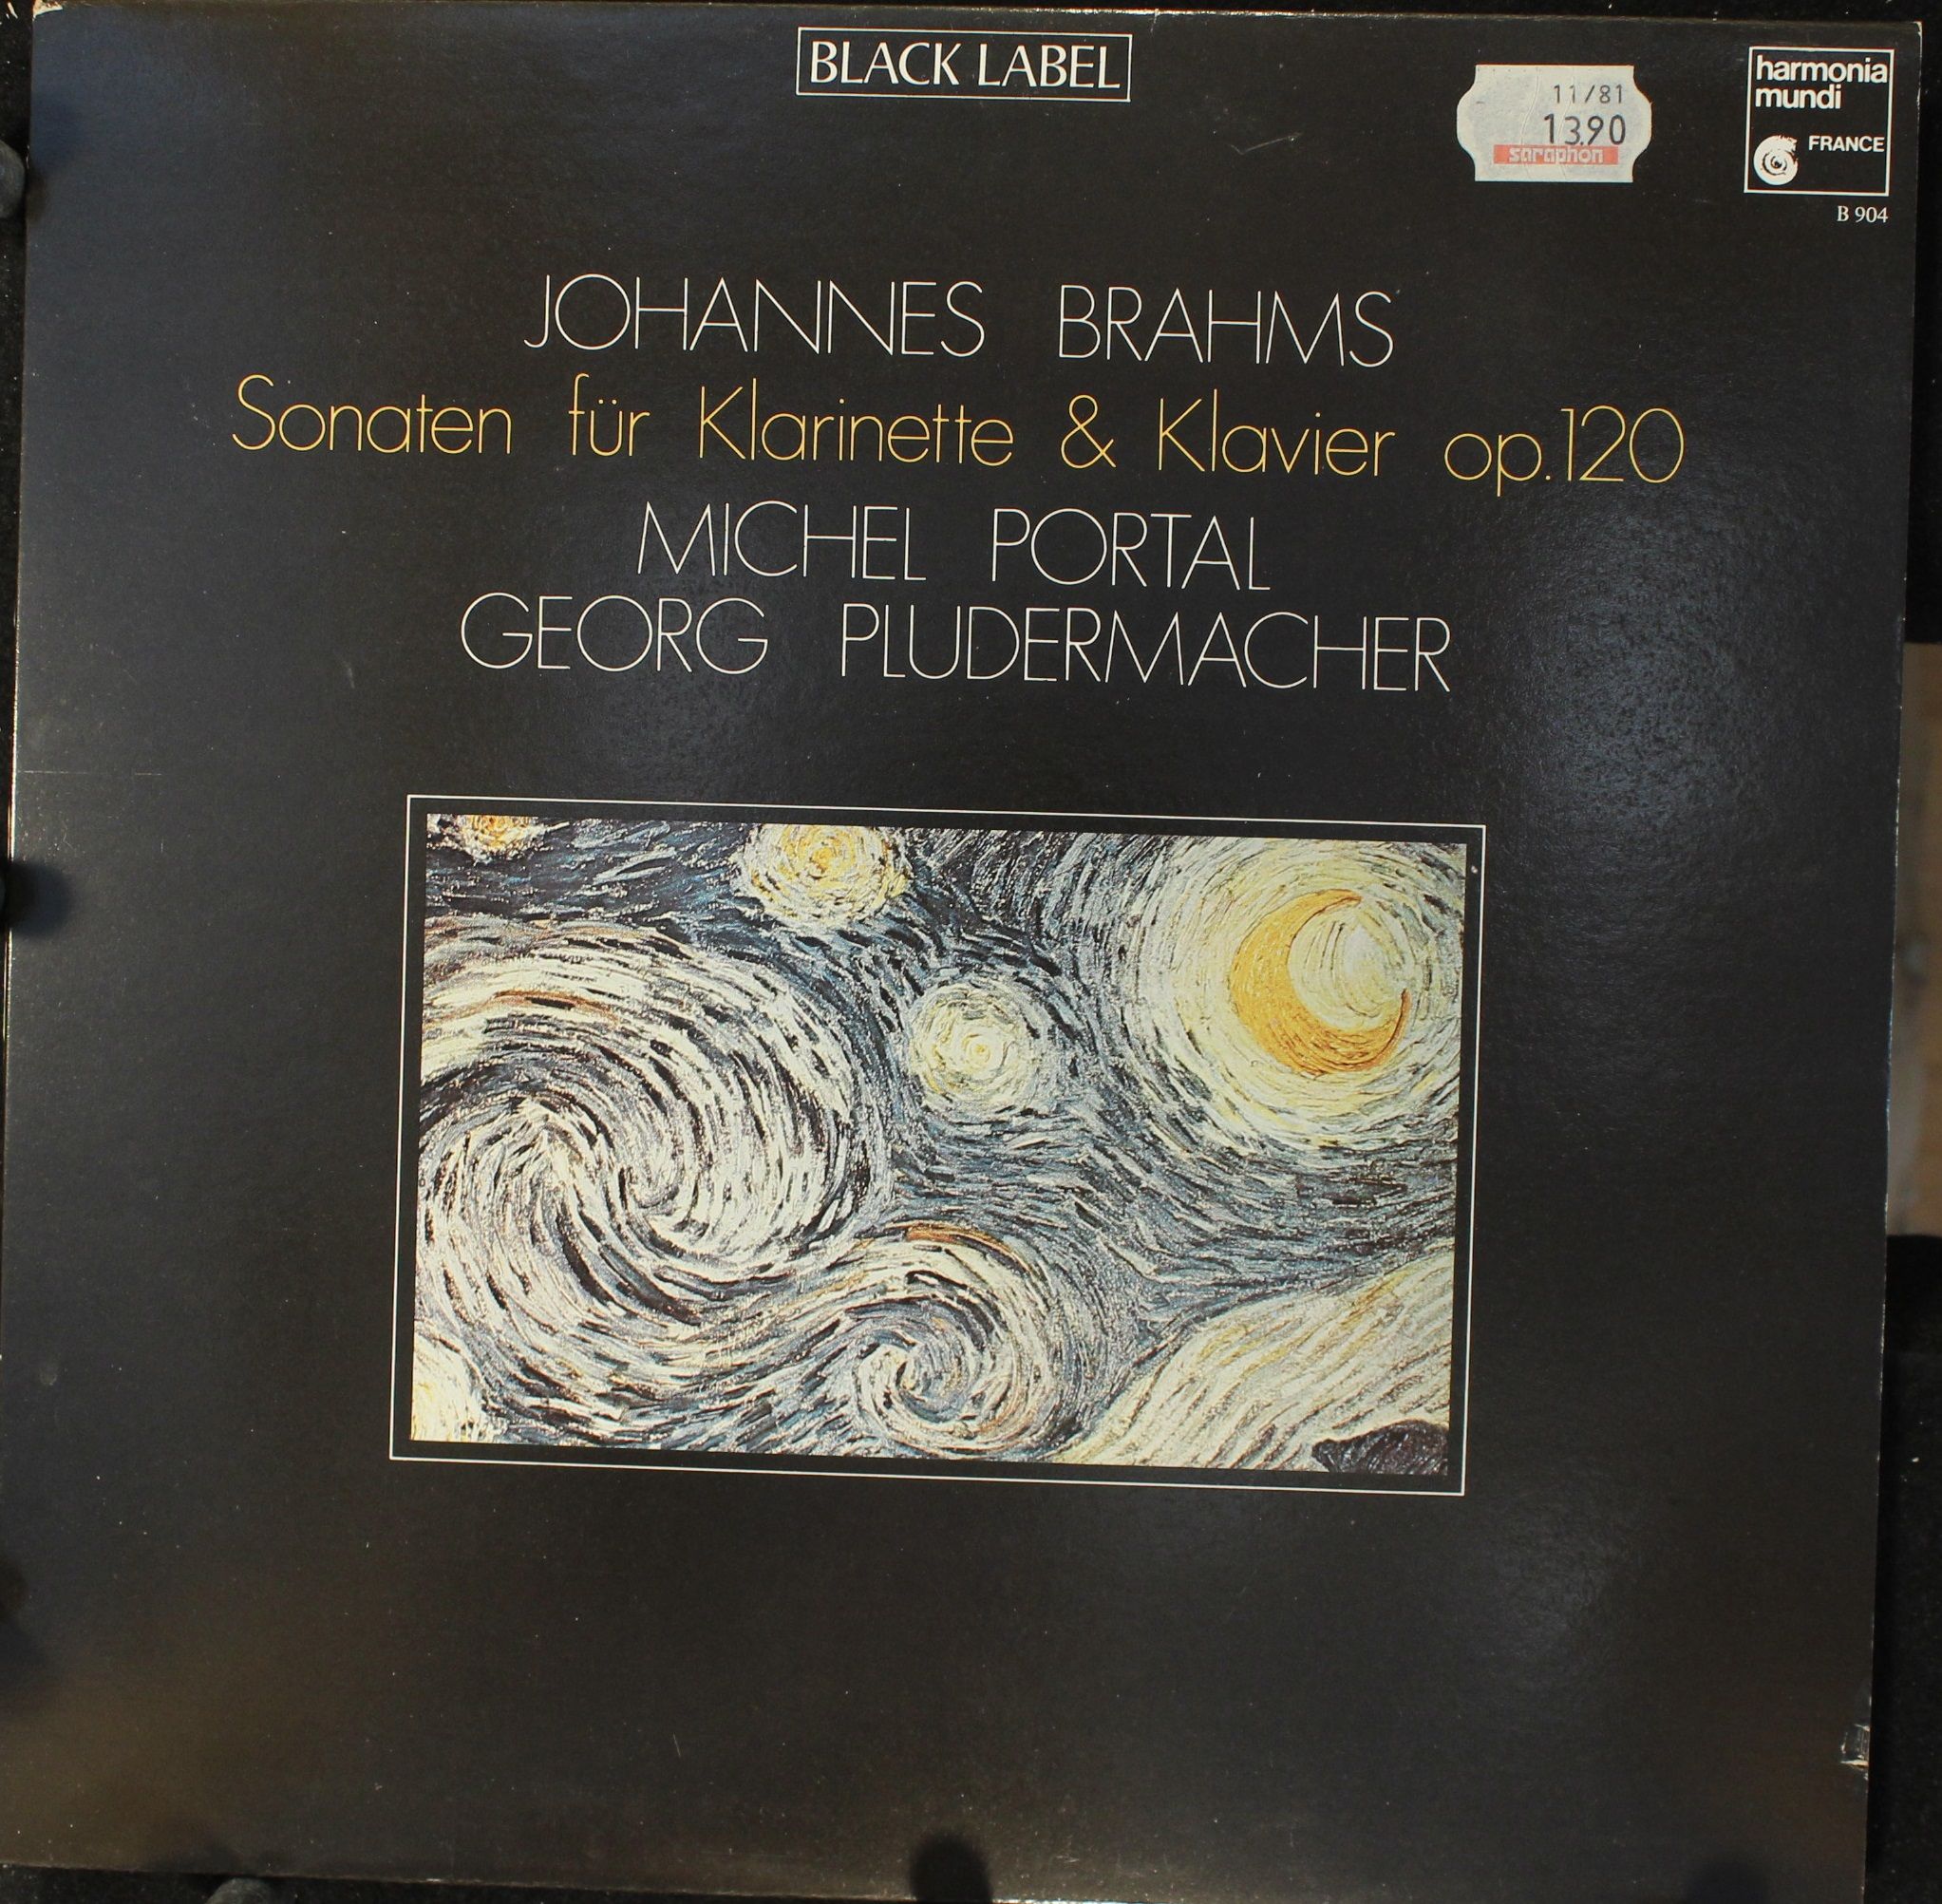 BLACK LABEL
11/81
13.90
saraphon
harmonia
mundi
FRANCE
B 904
JOHANNES BRAHMS
Sonaten für Klarinette & Klavier op.120
MICHEL PORTAL
GEORG PLUDERMACHER